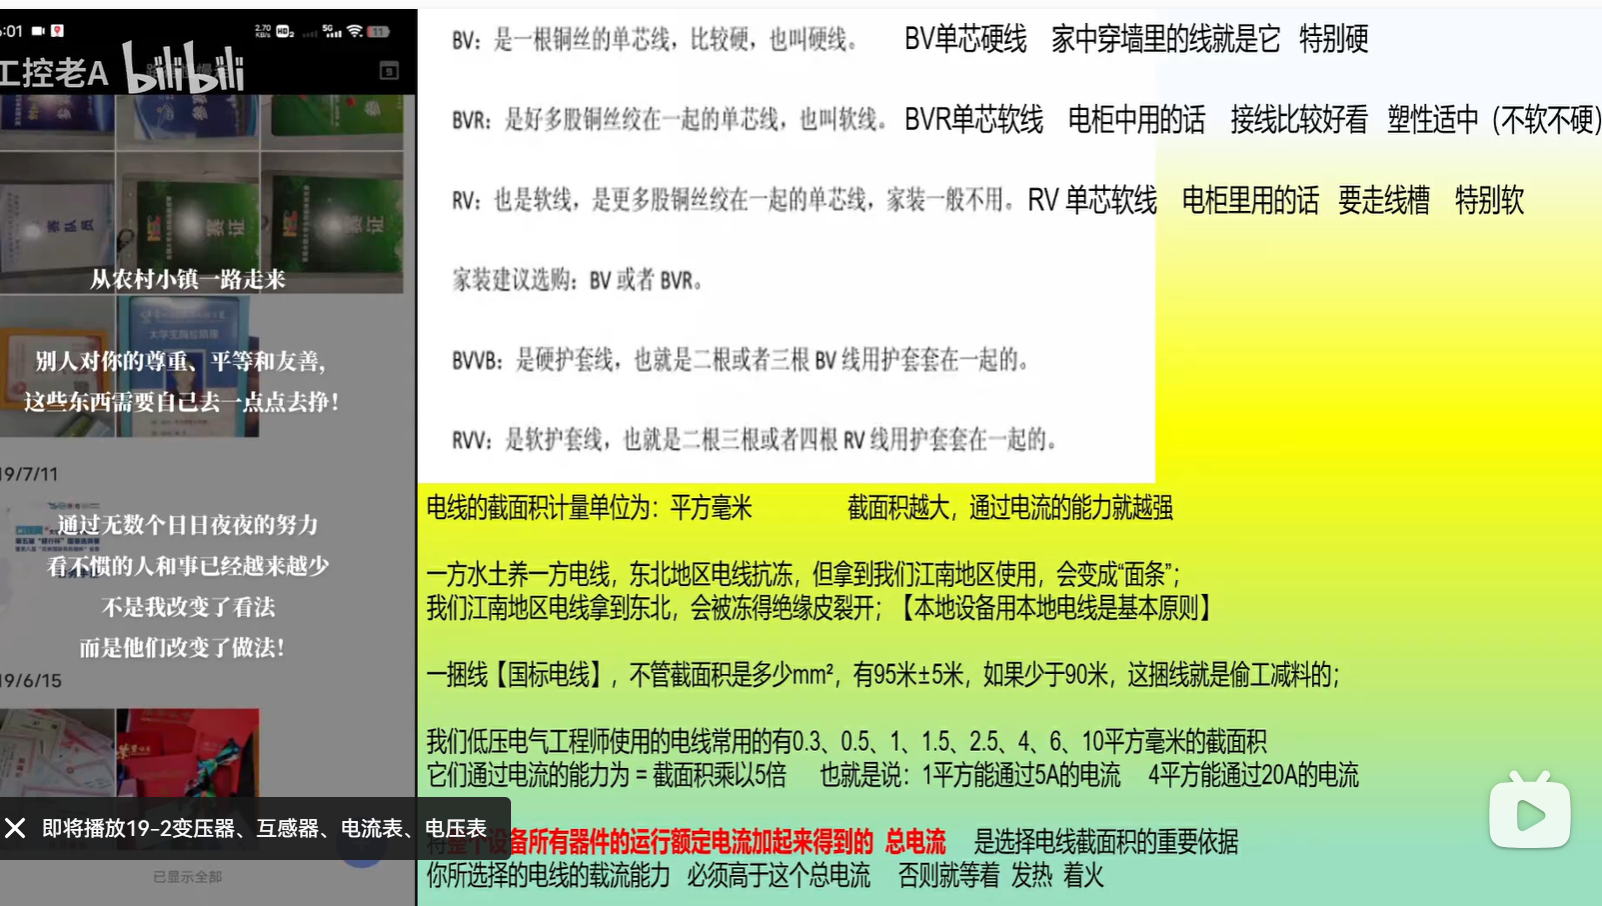 :01
2.70 KB/s HD 2 5G 11
工控老A bilibili
9
从农村小镇一路走来
别人对你的尊重、平等和友善，
这些东西需要自己去一点点去挣！
19/7/11
通过无数个日日夜夜的努力
看不惯的人和事已经越来越少
不是我改变了看法
而是他们改变了做法！
19/6/15
即将播放19-2变压器、互感器、电流表、电压表
已显示全部
BV：是一根铜丝的单芯线，比较硬，也叫硬线。 BV单芯硬线 家中穿墙里的线就是它 特别硬
BVR：是好多股铜丝绞在一起的单芯线，也叫软线。 BVR单芯软线 电柜中用的话 接线比较好看 塑性适中（不软不硬）
RV：也是软线，是更多股铜丝绞在一起的单芯线，家装一般不用。 RV 单芯软线 电柜里用的话 要走线槽 特别软
家装建议选购：BV 或者 BVR。
BVVB：是硬护套线，也就是二根或者三根 BV 线用护套套在一起的。
RVV：是软护套线，也就是二根三根或者四根 RV 线用护套套在一起的。
电线的截面积计量单位为：平方毫米 截面积越大，通过电流的能力就越强
一方水土养一方电线，东北地区电线抗冻，但拿到我们江南地区使用，会变成“面条”；
我们江南地区电线拿到东北，会被冻得绝缘皮裂开；【本地设备用本地电线是基本原则】
一捆线【国标电线】，不管截面积是多少mm²，有95米±5米，如果少于90米，这捆线就是偷工减料的；
我们低压电气工程师使用的电线常用的有0.3、0.5、1、1.5、2.5、4、6、10平方毫米的截面积
它们通过电流的能力为 = 截面积乘以5倍 也就是说：1平方能通过5A的电流 4平方能通过20A的电流
将整个设备所有器件的运行额定电流加起来得到的 总电流 是选择电线截面积的重要依据
你所选择的电线的载流能力 必须高于这个总电流 否则就等着 发热 着火